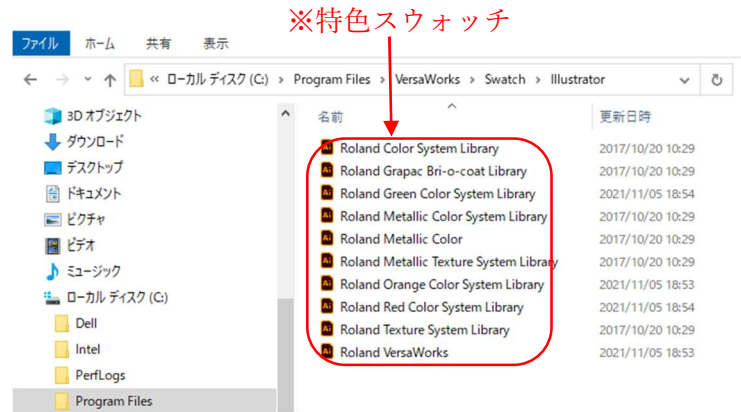 ※特色スウォッチ
ファイル ホーム 共有 表示
« ローカル ディスク (C:) > Program Files > VersaWorks > Swatch > Illustrator
3D オブジェクト
ダウンロード
デスクトップ
ドキュメント
ピクチャ
ビデオ
ミュージック
ローカル ディスク (C:)
Dell
Intel
PerfLogs
Program Files
名前 更新日時
Roland Color System Library 2017/10/20 10:29
Roland Grapac Bri-o-coat Library 2017/10/20 10:29
Roland Green Color System Library 2021/11/05 18:54
Roland Metallic Color System Library 2017/10/20 10:29
Roland Metallic Color 2017/10/20 10:29
Roland Metallic Texture System Library 2017/10/20 10:29
Roland Orange Color System Library 2021/11/05 18:53
Roland Red Color System Library 2021/11/05 18:54
Roland Texture System Library 2017/10/20 10:29
Roland VersaWorks 2021/11/05 18:53